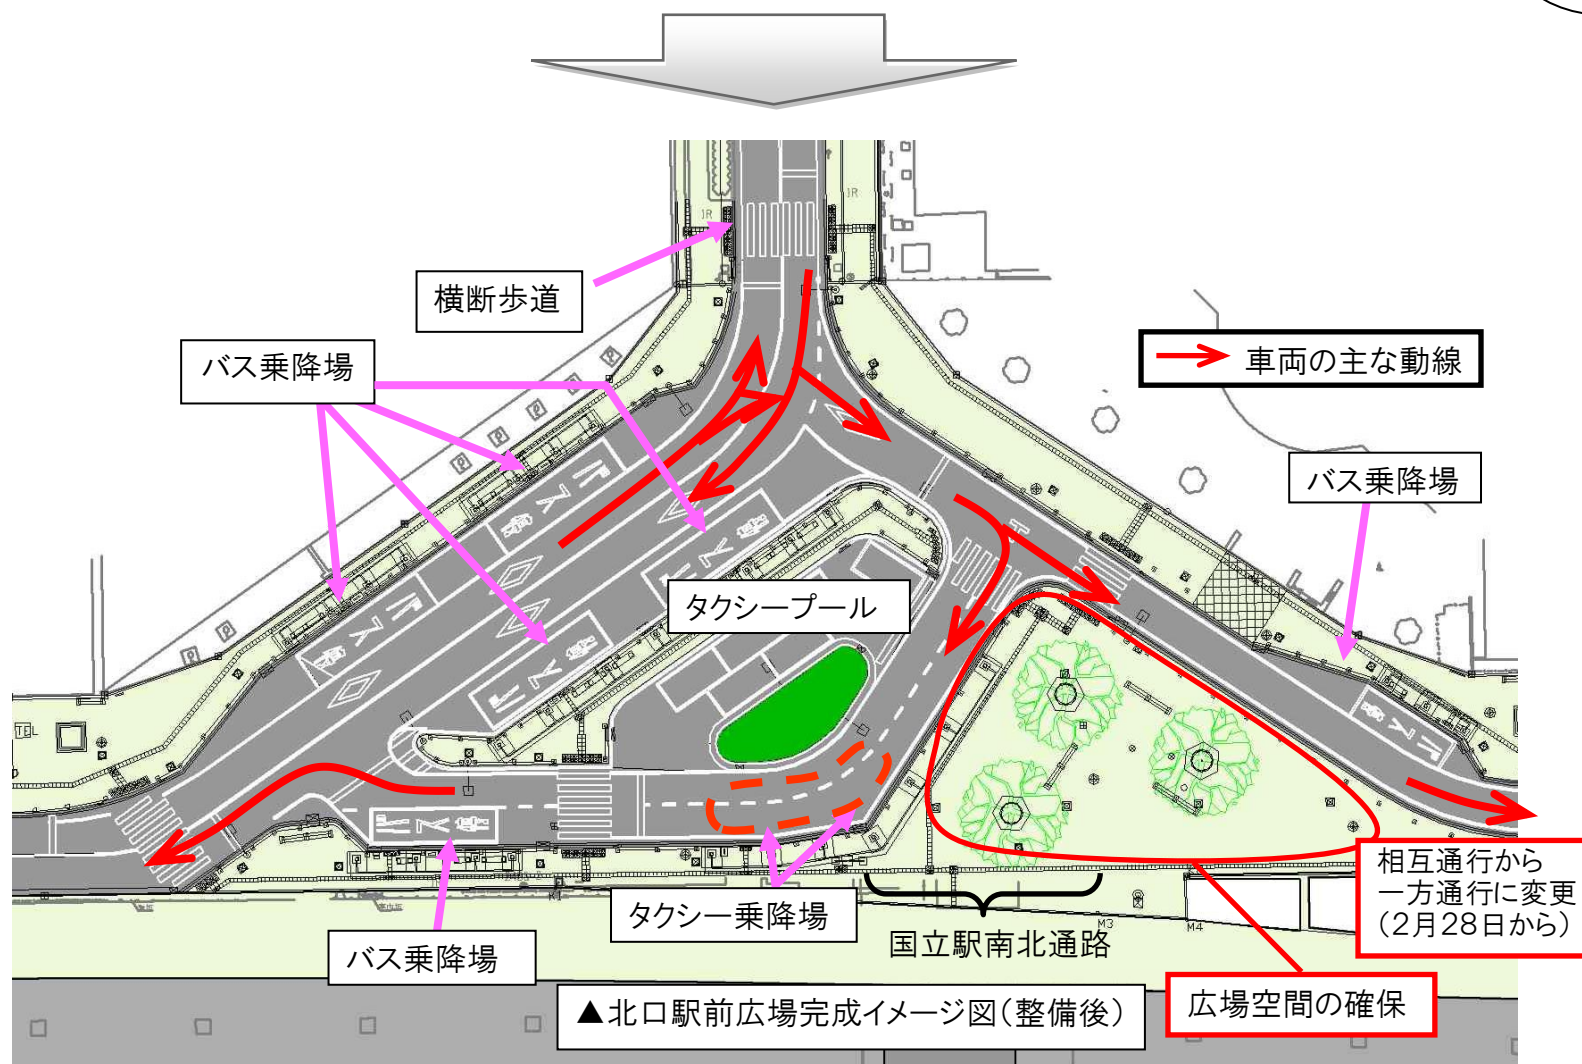 横断歩道
バス乗降場
車両の主な動線
バス乗降場
タクシープール
TEL
相互通行から
一方通行に変更
(2月28日から)
タクシー乗降場
バス乗降場
国立駅南北通路
M3
M4
広場空間の確保
▲北口駅前広場完成イメージ図(整備後)